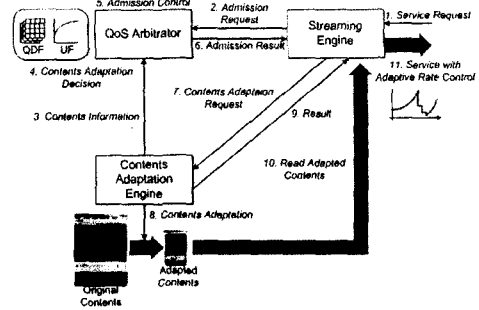 5. Admission Control
2. Admission
Request
1. Service Request
QDF
UF
QoS Arbitrator
Streaming
Engine
6. Admission Result
11. Service with
Adaptive Rate Control
4. Contents Adaptation
Decision
7. Contents Adaptaion
Request
3 Contents Information
9. Result
10. Read Adapted
Contents
Contents
Adaptation
Engine
8. Contents Adaptation
Adapted
Contents
Original
Contents